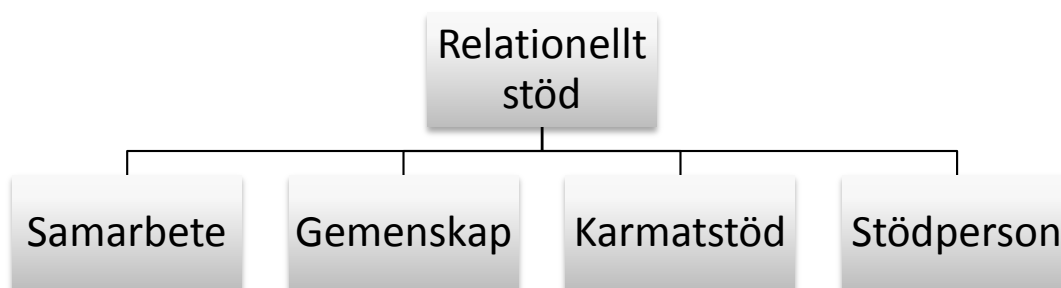 Relationellt
stöd
Samarbete
Gemenskap
Karmatstöd
Stödperson